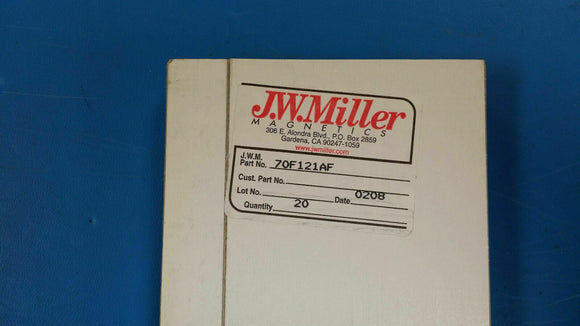 J.W.Miller
MAGNETICS
306 E. Alondra Blvd., P.O. Box 2859
Gardena, CA 90247-1059
www.jwmiller.com
J.W.M.
Part No. 70F121AF
Cust. Part No.
Lot No. Date 0208
Quantity 20